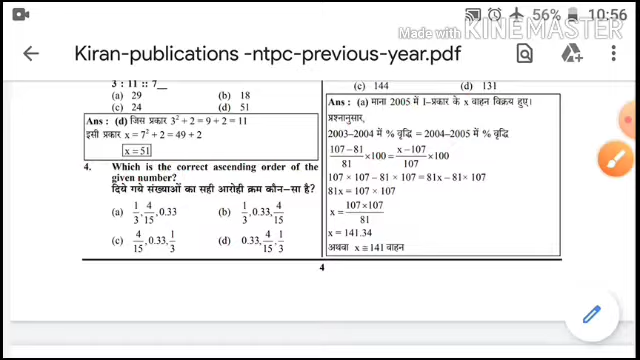 56% 10:56
Made with KINEMASTER
Kiran-publications -ntpc-previous-year.pdf
3 : 11 :: 7__
(a) 29 (b) 18
(c) 24 (d) 51
Ans : (d) जिस प्रकार 3² + 2 = 9 + 2 = 11
इसी प्रकार x = 7² + 2 = 49 + 2
x = 51
4. Which is the correct ascending order of the
given number?
दिये गये संख्याओं का सही आरोही क्रम कौन-सा है?
(a) 1/3, 4/15, 0.33 (b) 1/3, 0.33, 4/15
(c) 4/15, 0.33, 1/3 (d) 0.33, 4/15, 1/3
(c) 144 (d) 131
Ans : (a) माना 2005 में I–प्रकार के x वाहन विक्रय हुए।
प्रश्नानुसार,
2003–2004 में % वृद्धि = 2004–2005 में % वृद्धि
107–81/81 ×100 = x–107/107 ×100
107 × 107 – 81 × 107 = 81x – 81 × 107
81x = 107 × 107
x = 107×107/81
x = 141.34
अथवा x ≅ 141 वाहन
4